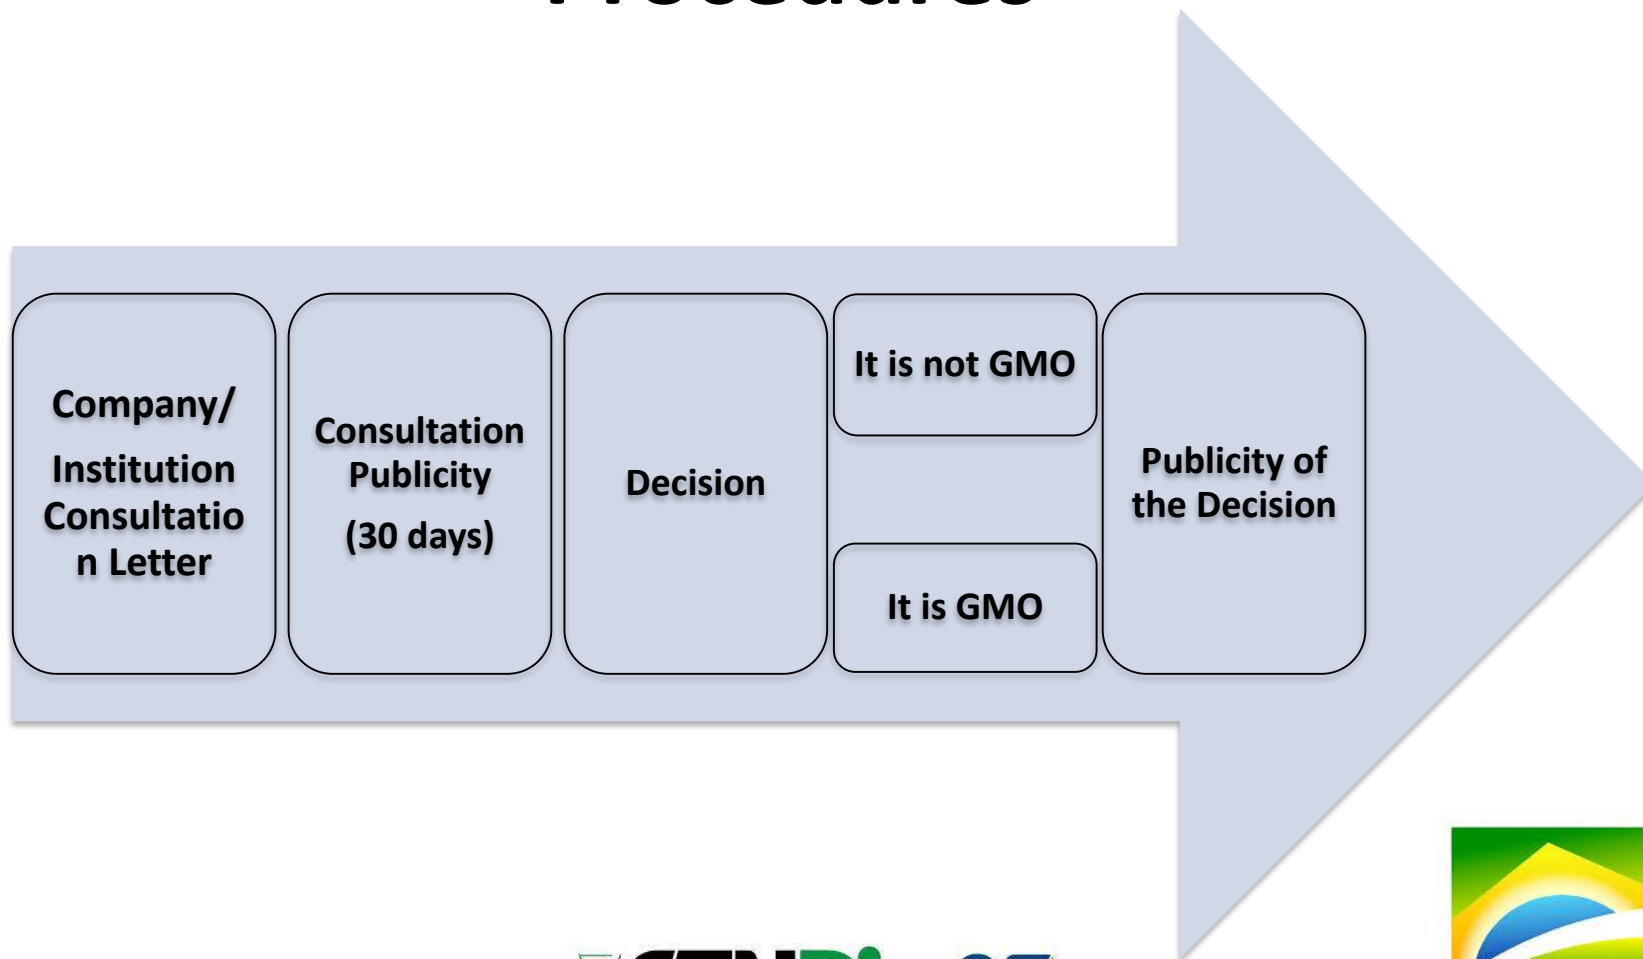 Procedures
Company/
Institution
Consultatio
n Letter
Consultation
Publicity
(30 days)
Decision
It is not GMO
It is GMO
Publicity of
the Decision